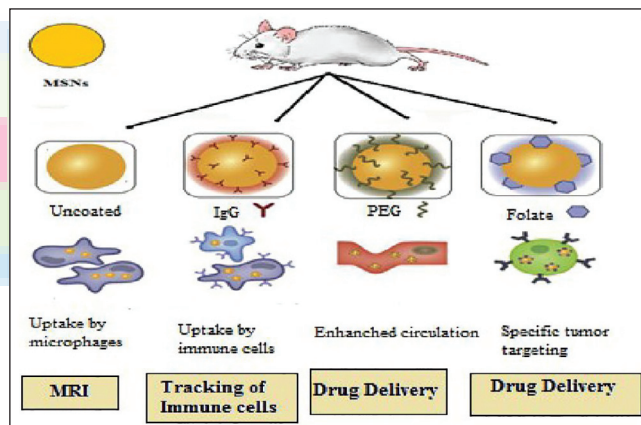 MSNs
Uncoated
IgG
PEG
Folate
Uptake by
microphages
Uptake by
immune cells
Enhanched circulation
Specific tumor
targeting
MRI
Tracking of
Immune cells
Drug Delivery
Drug Delivery